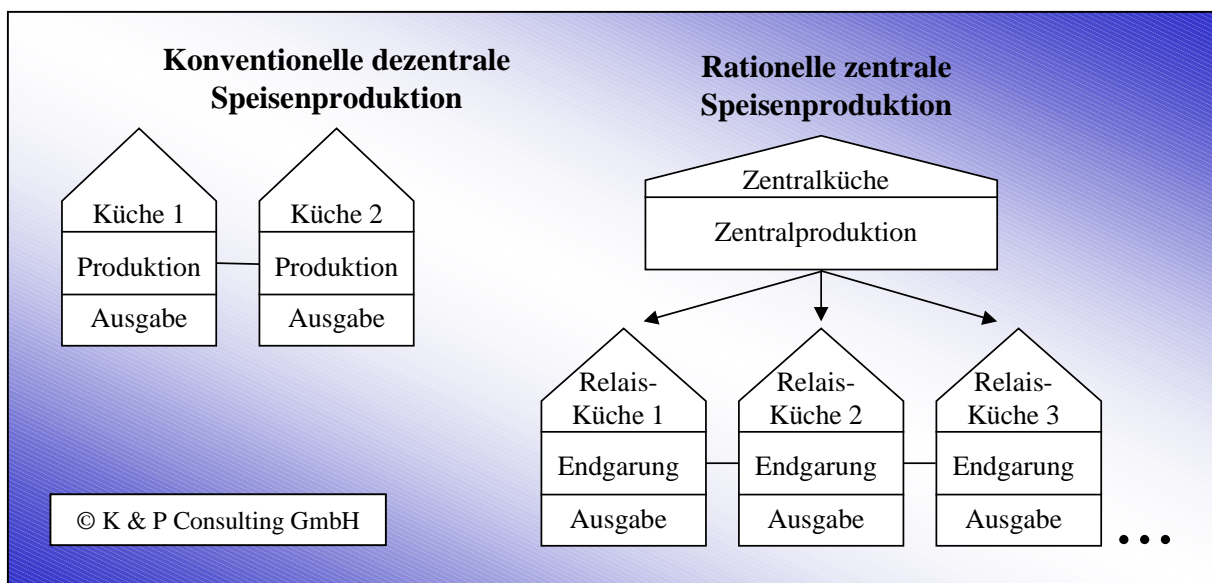 Konventionelle dezentrale
Speisenproduktion
Küche 1
Küche 2
Produktion
Produktion
Ausgabe
Ausgabe
Rationelle zentrale
Speisenproduktion
Zentralküche
Zentralproduktion
Relais-
Küche 1
Relais-
Küche 2
Relais-
Küche 3
Endgarung
Endgarung
Endgarung
Ausgabe
Ausgabe
Ausgabe
...
© K & P Consulting GmbH